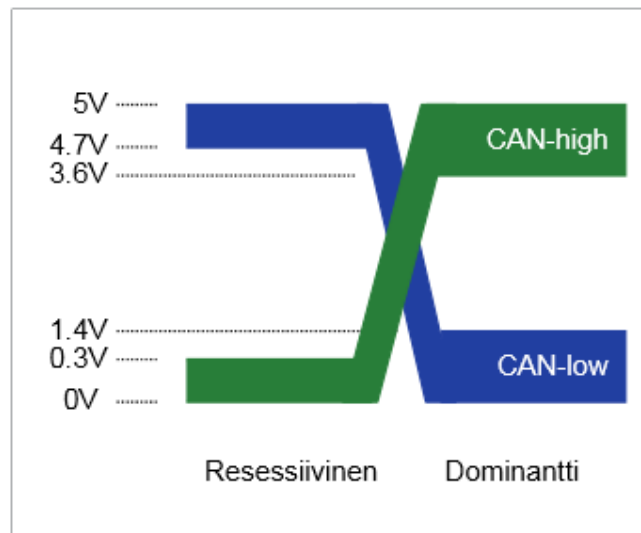 5V
4.7V
3.6V
1.4V
0.3V
0V
CAN-high
CAN-low
Resessiivinen
Dominantti